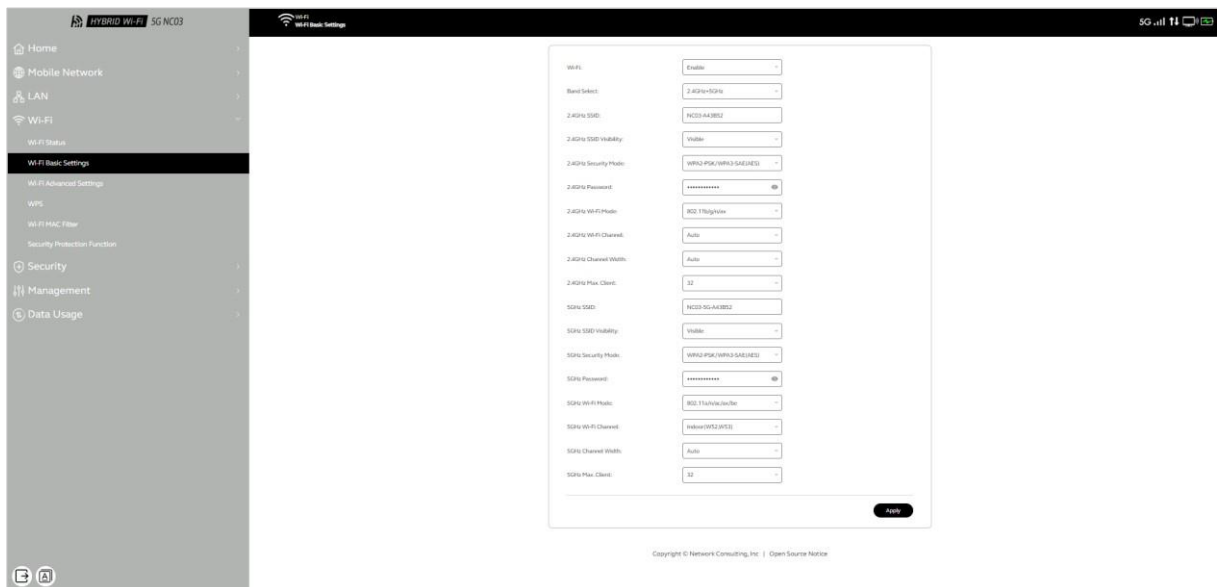 HYBRID Wi-Fi 5G NC03
Wi-Fi
Wi-Fi Basic Settings
5G
Home
Mobile Network
LAN
Wi-Fi
Wi-Fi Status
Wi-Fi Basic Settings
Wi-Fi Advanced Settings
WPS
Wi-Fi MAC Filter
Security Protection Function
Security
Management
Data Usage
Wi-Fi: Enable
Band Select: 2.4GHz+5GHz
2.4GHz SSID: NC03-A43B52
2.4GHz SSID Visibility: Visible
2.4GHz Security Mode: WPA2-PSK/WPA3-SAE(AES)
2.4GHz Password: ••••••••••••
2.4GHz Wi-Fi Mode: 802.11b/g/n/ax
2.4GHz Wi-Fi Channel: Auto
2.4GHz Channel Width: Auto
2.4GHz Max. Client: 32
5GHz SSID: NC03-5G-A43B52
5GHz SSID Visibility: Visible
5GHz Security Mode: WPA2-PSK/WPA3-SAE(AES)
5GHz Password: ••••••••••••
5GHz Wi-Fi Mode:
5GHz Wi-Fi Channel: Indoor(W52,W53)
5GHz Channel Width: Auto
5GHz Max. Client: 32
Apply
Copyright © Network Consulting, Inc | Open Source Notice
A